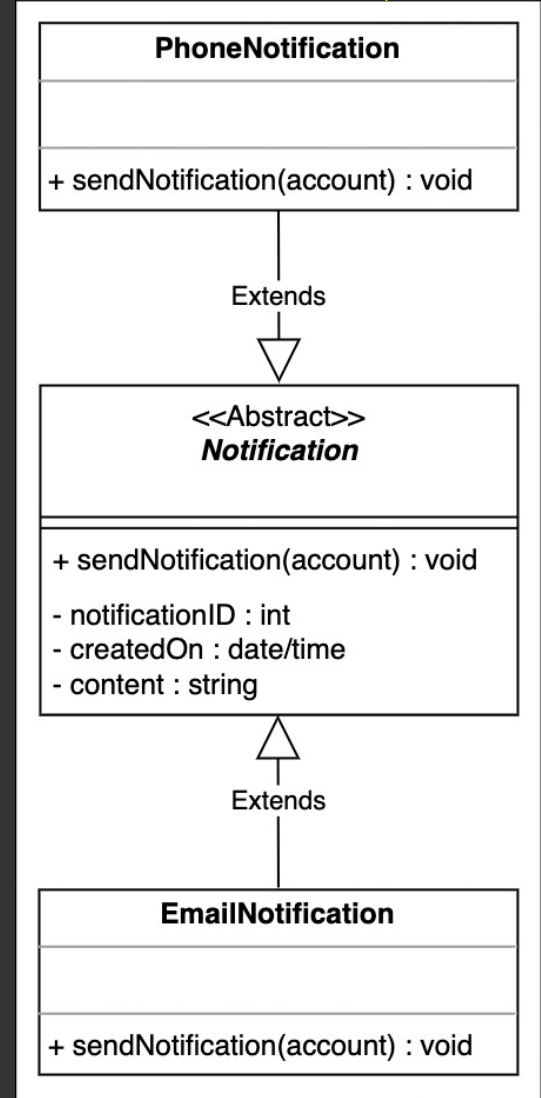 PhoneNotification
+ sendNotification(account) : void
Extends
<<Abstract>>
Notification
+ sendNotification(account) : void
- notificationID : int
- createdOn : date/time
- content : string
Extends
EmailNotification
+ sendNotification(account) : void